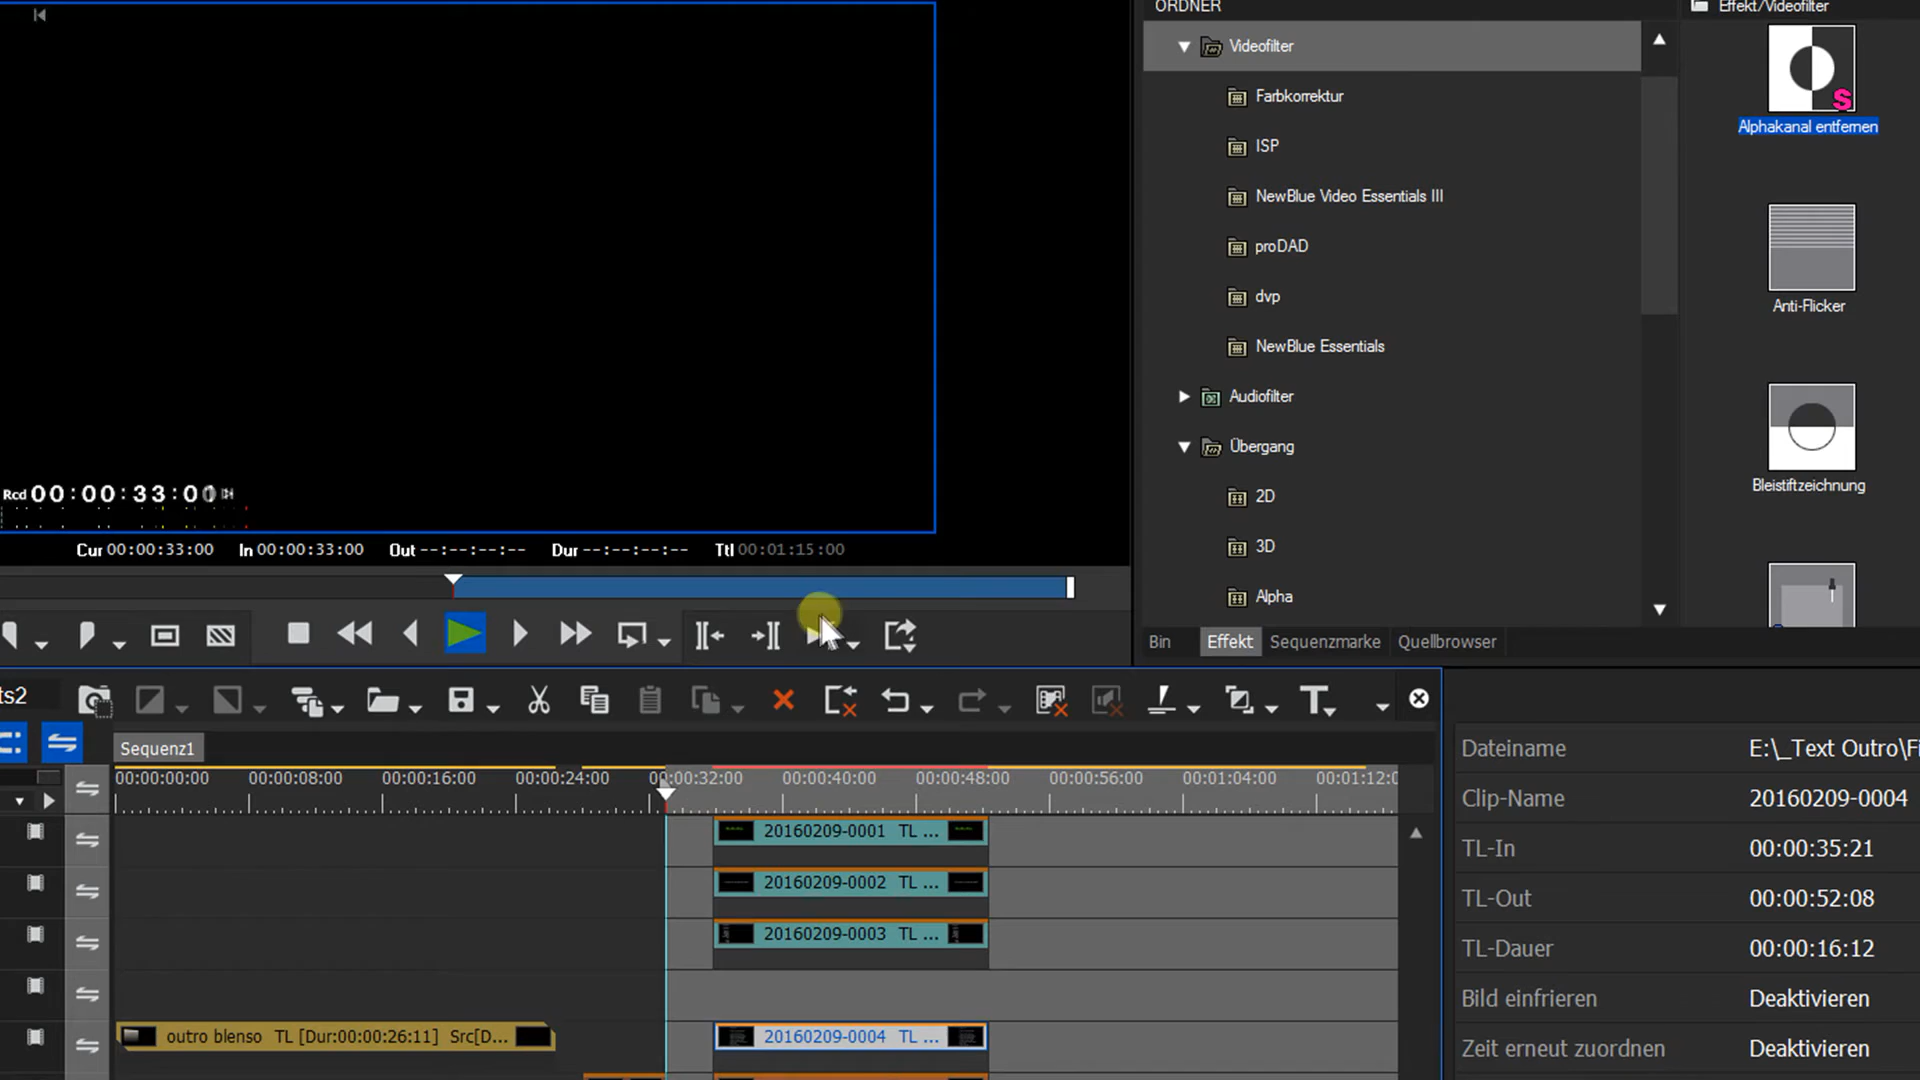 ORDNER
Effekt/Videofilter
Videofilter
Farbkorrektur
ISP
NewBlue Video Essentials III
proDAD
dvp
NewBlue Essentials
Audiofilter
Übergang
2D
3D
Alpha
S
Alphakanal entfernen
Anti-Flicker
Bleistiftzeichnung
Rcd 00:00:33:00
Cur 00:00:33:00 In 00:00:33:00 Out --:--:--:-- Dur --:--:--:-- Ttl 00:01:15:00
Bin Effekt Sequenzmarke Quellbrowser
ts2
T
Sequenz1
00:00:00:00 00:00:08:00 00:00:16:00 00:00:24:00 00:00:32:00 00:00:40:00 00:00:48:00 00:00:56:00 00:01:04:00 00:01:12:0
20160209-0001 TL ...
20160209-0002 TL ...
20160209-0003 TL ...
outro blenso TL [Dur:00:00:26:11] Src[D...
20160209-0004 TL ...
Dateiname E:\_Text Outro\Fi
Clip-Name 20160209-0004
TL-In 00:00:35:21
TL-Out 00:00:52:08
TL-Dauer 00:00:16:12
Bild einfrieren Deaktivieren
Zeit erneut zuordnen Deaktivieren